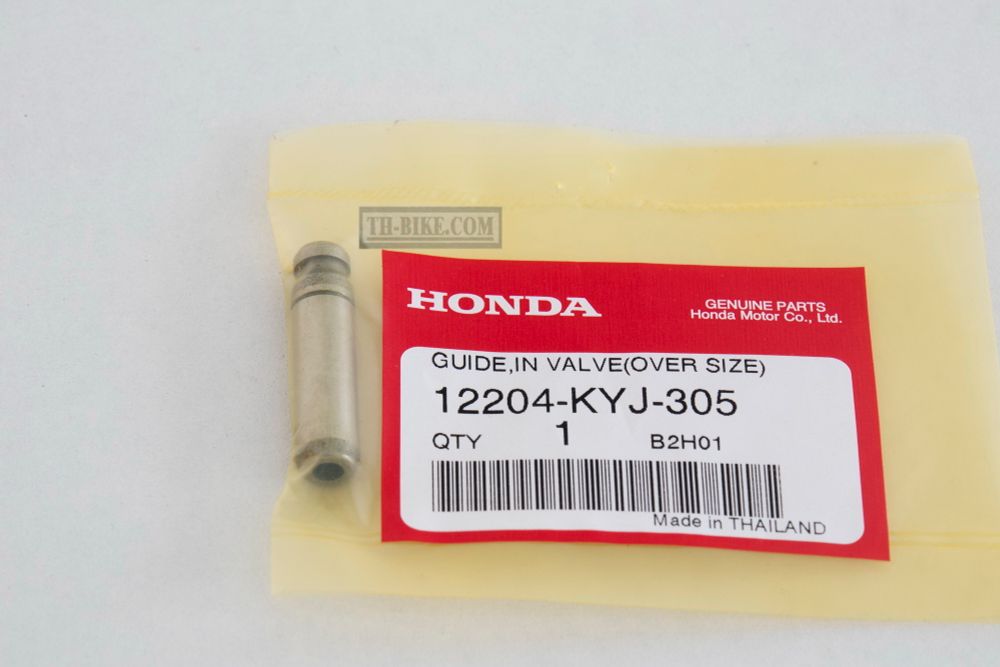 TH-BIKE.COM
HONDA
GENUINE PARTS
Honda Motor Co., Ltd.
GUIDE,IN VALVE(OVER SIZE)
12204-KYJ-305
QTY 1 B2H01
Made in THAILAND